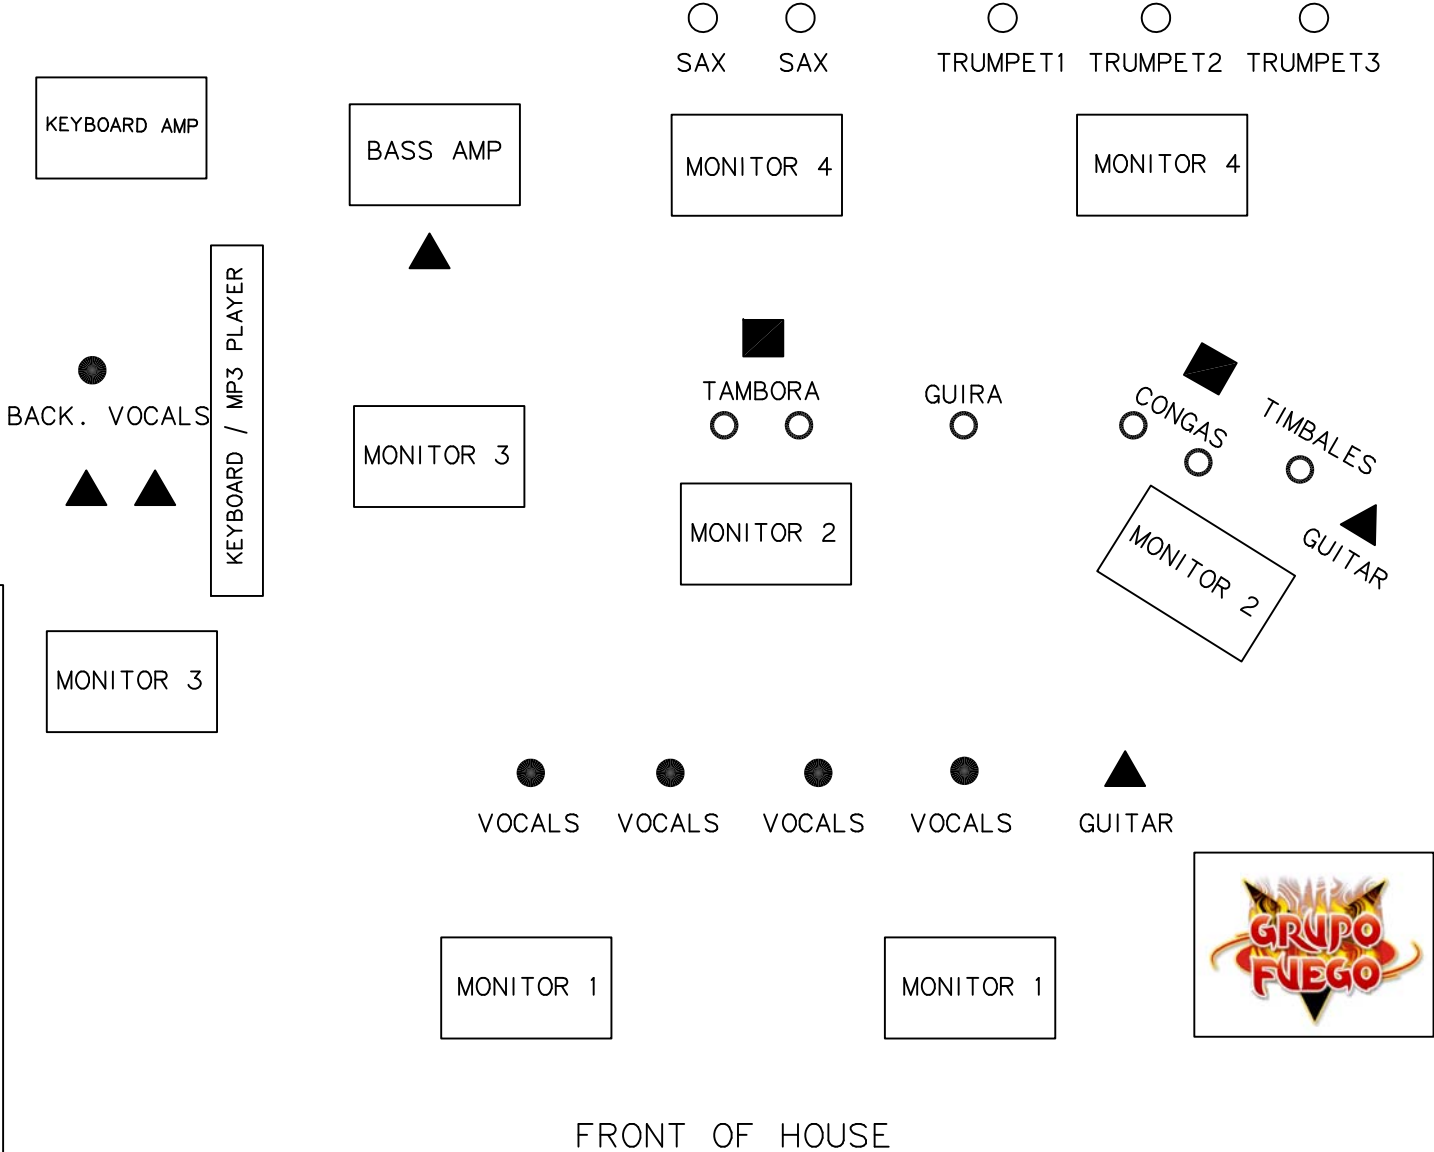 SAX
SAX
TRUMPET1
TRUMPET2
TRUMPET3
KEYBOARD AMP
BASS AMP
MONITOR 4
MONITOR 4
KEYBOARD / MP3 PLAYER
BACK. VOCALS
TAMBORA
GUIRA
CONGAS
TIMBALES
MONITOR 3
MONITOR 2
MONITOR 2
GUITAR
MONITOR 3
VOCALS
VOCALS
VOCALS
VOCALS
GUITAR
GRUPO
FUEGO
MONITOR 1
MONITOR 1
FRONT OF HOUSE